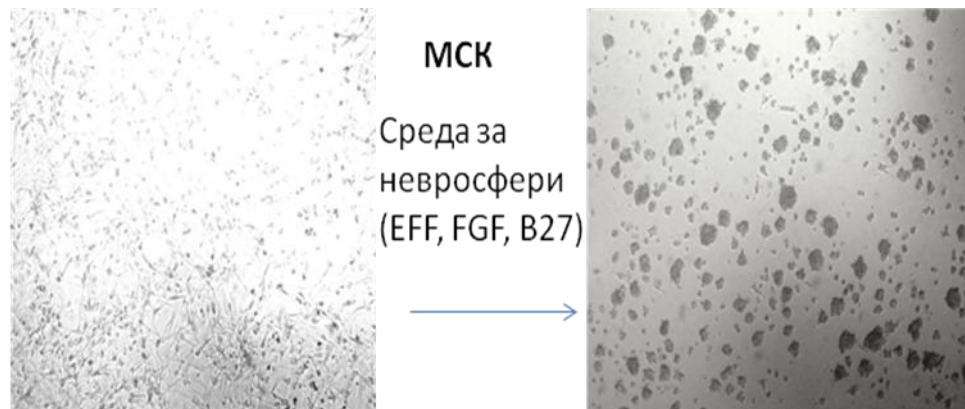 МСК
Среда за
невросфери
(EFF, FGF, B27)